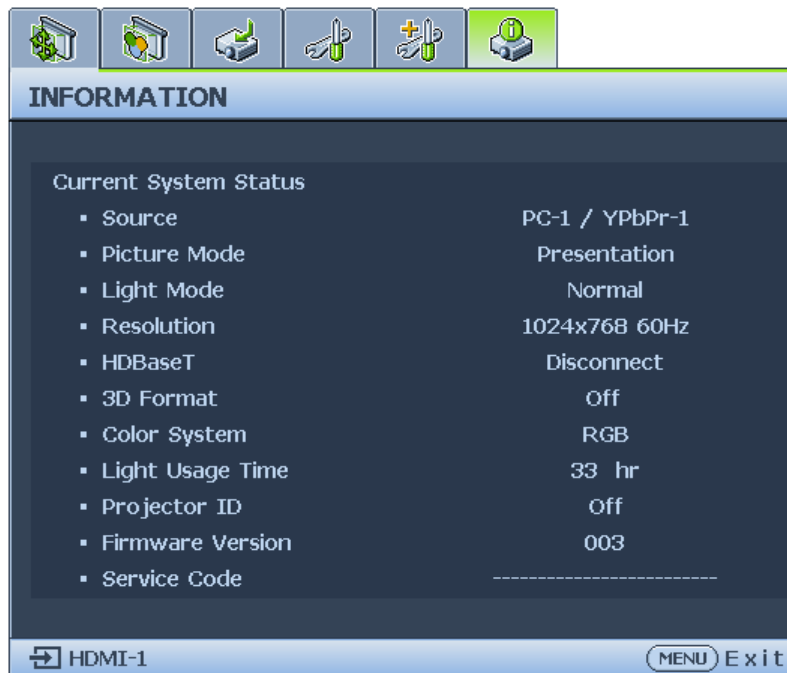 INFORMATION
Current System Status
▪ Source PC-1 / YPbPr-1
▪ Picture Mode Presentation
▪ Light Mode Normal
▪ Resolution 1024x768 60Hz
▪ HDBaseT Disconnect
▪ 3D Format Off
▪ Color System RGB
▪ Light Usage Time 33 hr
▪ Projector ID Off
▪ Firmware Version 003
▪ Service Code -------------------------
HDMI-1 MENU Exit